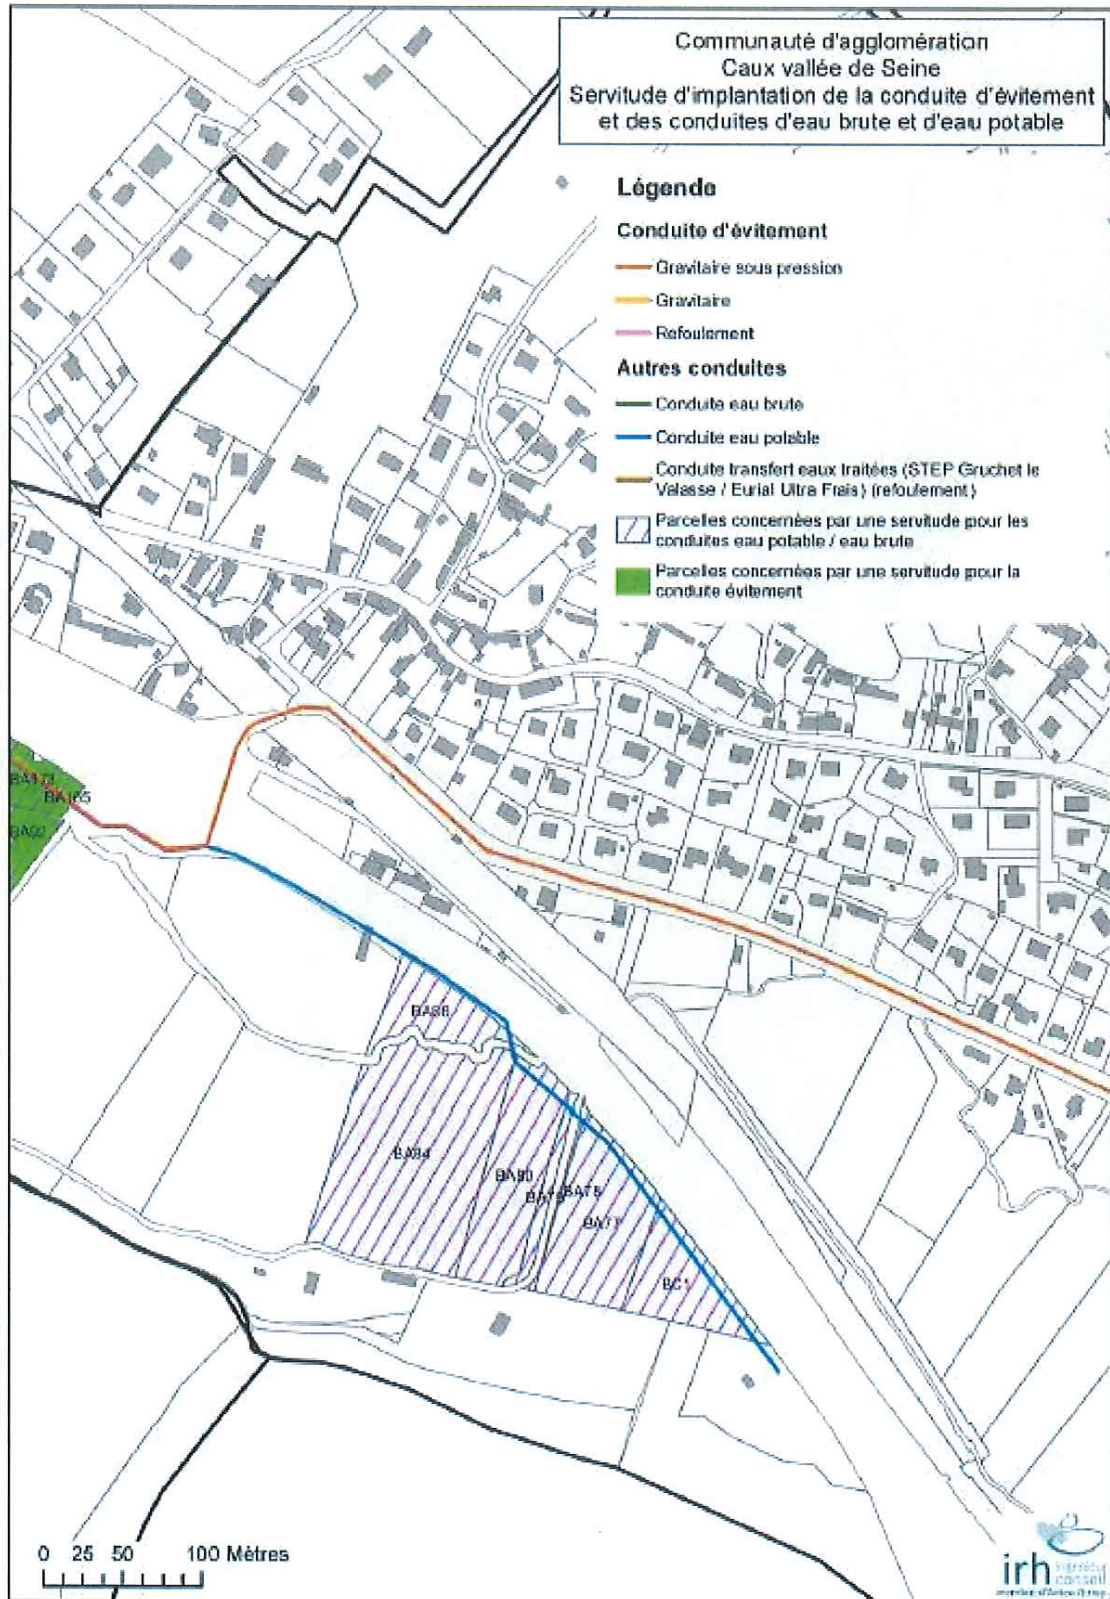 Communauté d'agglomération
Caux vallée de Seine
Servitude d'implantation de la conduite d'évitement
et des conduites d'eau brute et d'eau potable
Légende
Conduite d'évitement
Gravitaire sous pression
Gravitaire
Refoulement
Autres conduites
Conduite eau brute
Conduite eau potable
Conduite transfert eaux traitées (STEP Gruchet le
Valasse / Eurial Ultra Frais) (refoulement)
Parcelles concernées par une servitude pour les
conduites eau potable / eau brute
Parcelles concernées par une servitude pour la
conduite évitement
BA165
BA92
BA84
BA80
BA77
BC1
0 25 50 100 Mètres
irh
conseil